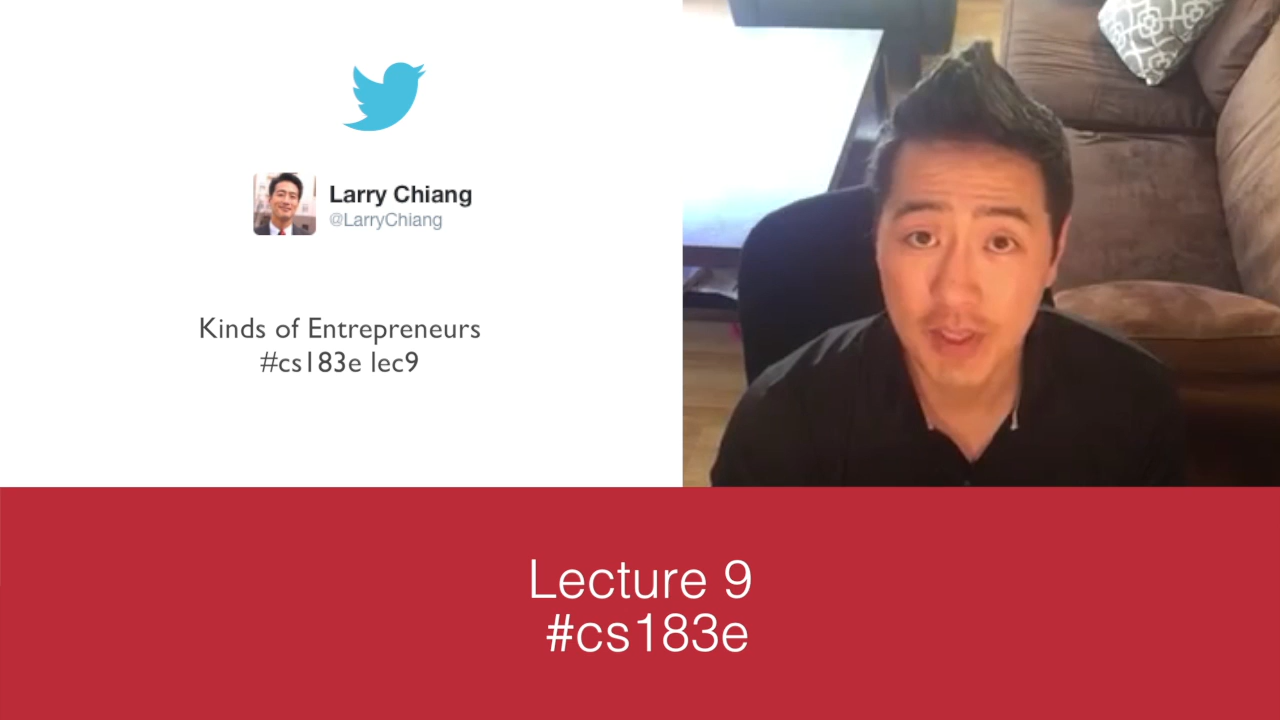 Larry Chiang
@LarryChiang
Kinds of Entrepreneurs
#cs183e lec9
Lecture 9
#cs183e